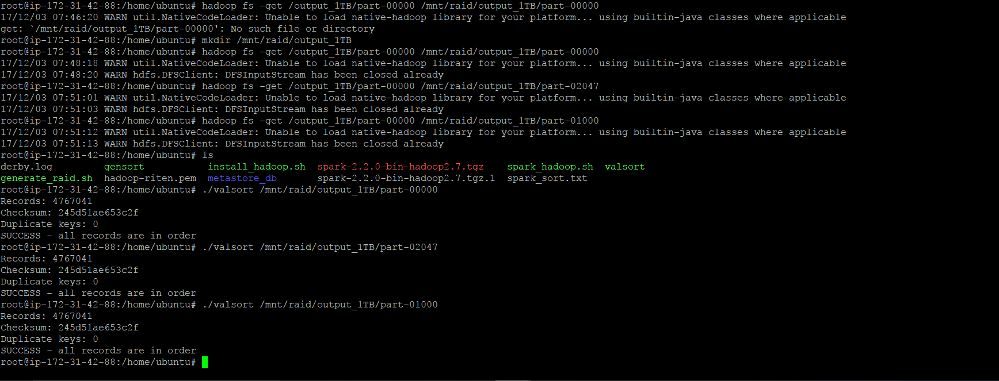 root@ip-172-31-42-88:/home/ubuntu# hadoop fs -get /output_1TB/part-00000 /mnt/raid/output_1TB/part-00000
17/12/03 07:46:20 WARN util.NativeCodeLoader: Unable to load native-hadoop library for your platform... using builtin-java classes where applicable
get: `/mnt/raid/output_1TB/part-00000': No such file or directory
root@ip-172-31-42-88:/home/ubuntu# mkdir /mnt/raid/output_1TB
root@ip-172-31-42-88:/home/ubuntu# hadoop fs -get /output_1TB/part-00000 /mnt/raid/output_1TB/part-00000
17/12/03 07:48:18 WARN util.NativeCodeLoader: Unable to load native-hadoop library for your platform... using builtin-java classes where applicable
17/12/03 07:48:20 WARN hdfs.DFSClient: DFSInputStream has been closed already
root@ip-172-31-42-88:/home/ubuntu# hadoop fs -get /output_1TB/part-00000 /mnt/raid/output_1TB/part-02047
17/12/03 07:51:01 WARN util.NativeCodeLoader: Unable to load native-hadoop library for your platform... using builtin-java classes where applicable
17/12/03 07:51:03 WARN hdfs.DFSClient: DFSInputStream has been closed already
root@ip-172-31-42-88:/home/ubuntu# hadoop fs -get /output_1TB/part-00000 /mnt/raid/output_1TB/part-01000
17/12/03 07:51:12 WARN util.NativeCodeLoader: Unable to load native-hadoop library for your platform... using builtin-java classes where applicable
17/12/03 07:51:13 WARN hdfs.DFSClient: DFSInputStream has been closed already
root@ip-172-31-42-88:/home/ubuntu# ls
derby.log gensort install_hadoop.sh spark-2.2.0-bin-hadoop2.7.tgz spark_hadoop.sh valsort
generate_raid.sh hadoop-riten.pem metastore_db spark-2.2.0-bin-hadoop2.7.tgz.1 spark_sort.txt
root@ip-172-31-42-88:/home/ubuntu# ./valsort /mnt/raid/output_1TB/part-00000
Records: 4767041
Checksum: 245d51ae653c2f
Duplicate keys: 0
SUCCESS - all records are in order
root@ip-172-31-42-88:/home/ubuntu# ./valsort /mnt/raid/output_1TB/part-02047
Records: 4767041
Checksum: 245d51ae653c2f
Duplicate keys: 0
SUCCESS - all records are in order
root@ip-172-31-42-88:/home/ubuntu# ./valsort /mnt/raid/output_1TB/part-01000
Records: 4767041
Checksum: 245d51ae653c2f
Duplicate keys: 0
SUCCESS - all records are in order
root@ip-172-31-42-88:/home/ubuntu#